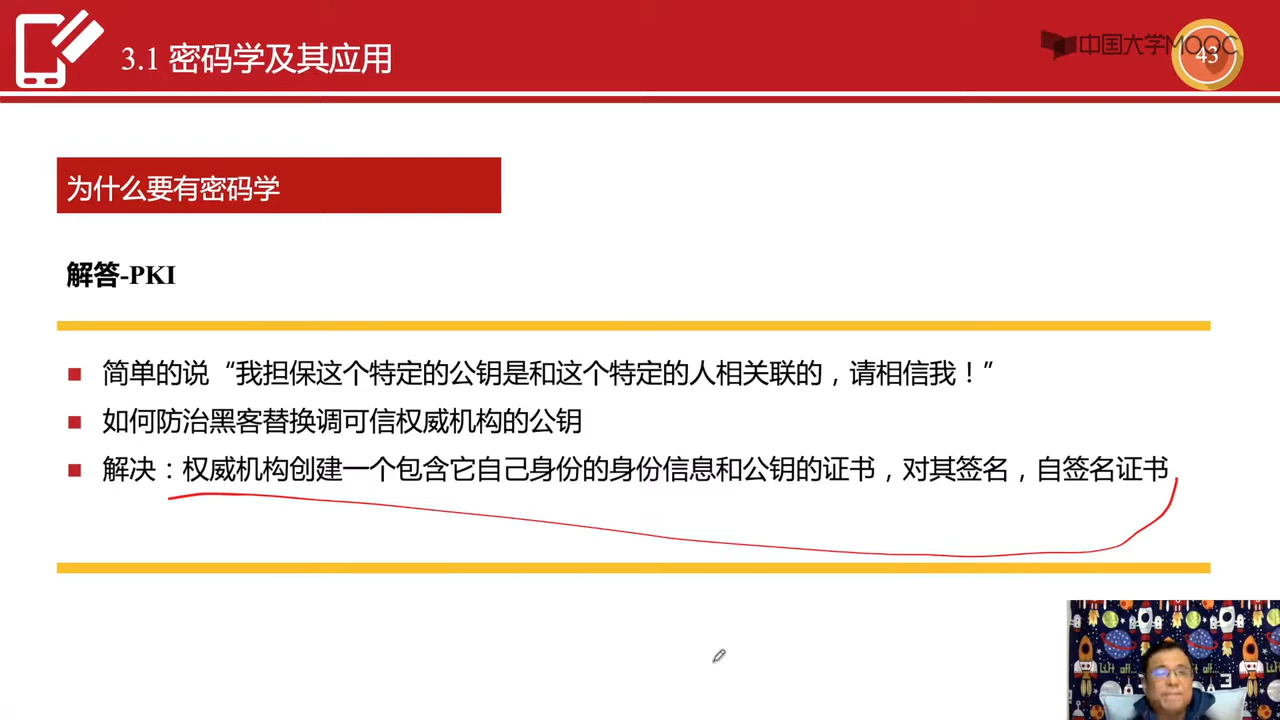 3.1 密码学及其应用
中国大学MOOC
43
为什么要有密码学
解答-PKI
简单的说“我担保这个特定的公钥是和这个特定的人相关联的，请相信我！”
如何防治黑客替换调可信权威机构的公钥
解决：权威机构创建一个包含它自己身份的身份信息和公钥的证书，对其签名，自签名证书